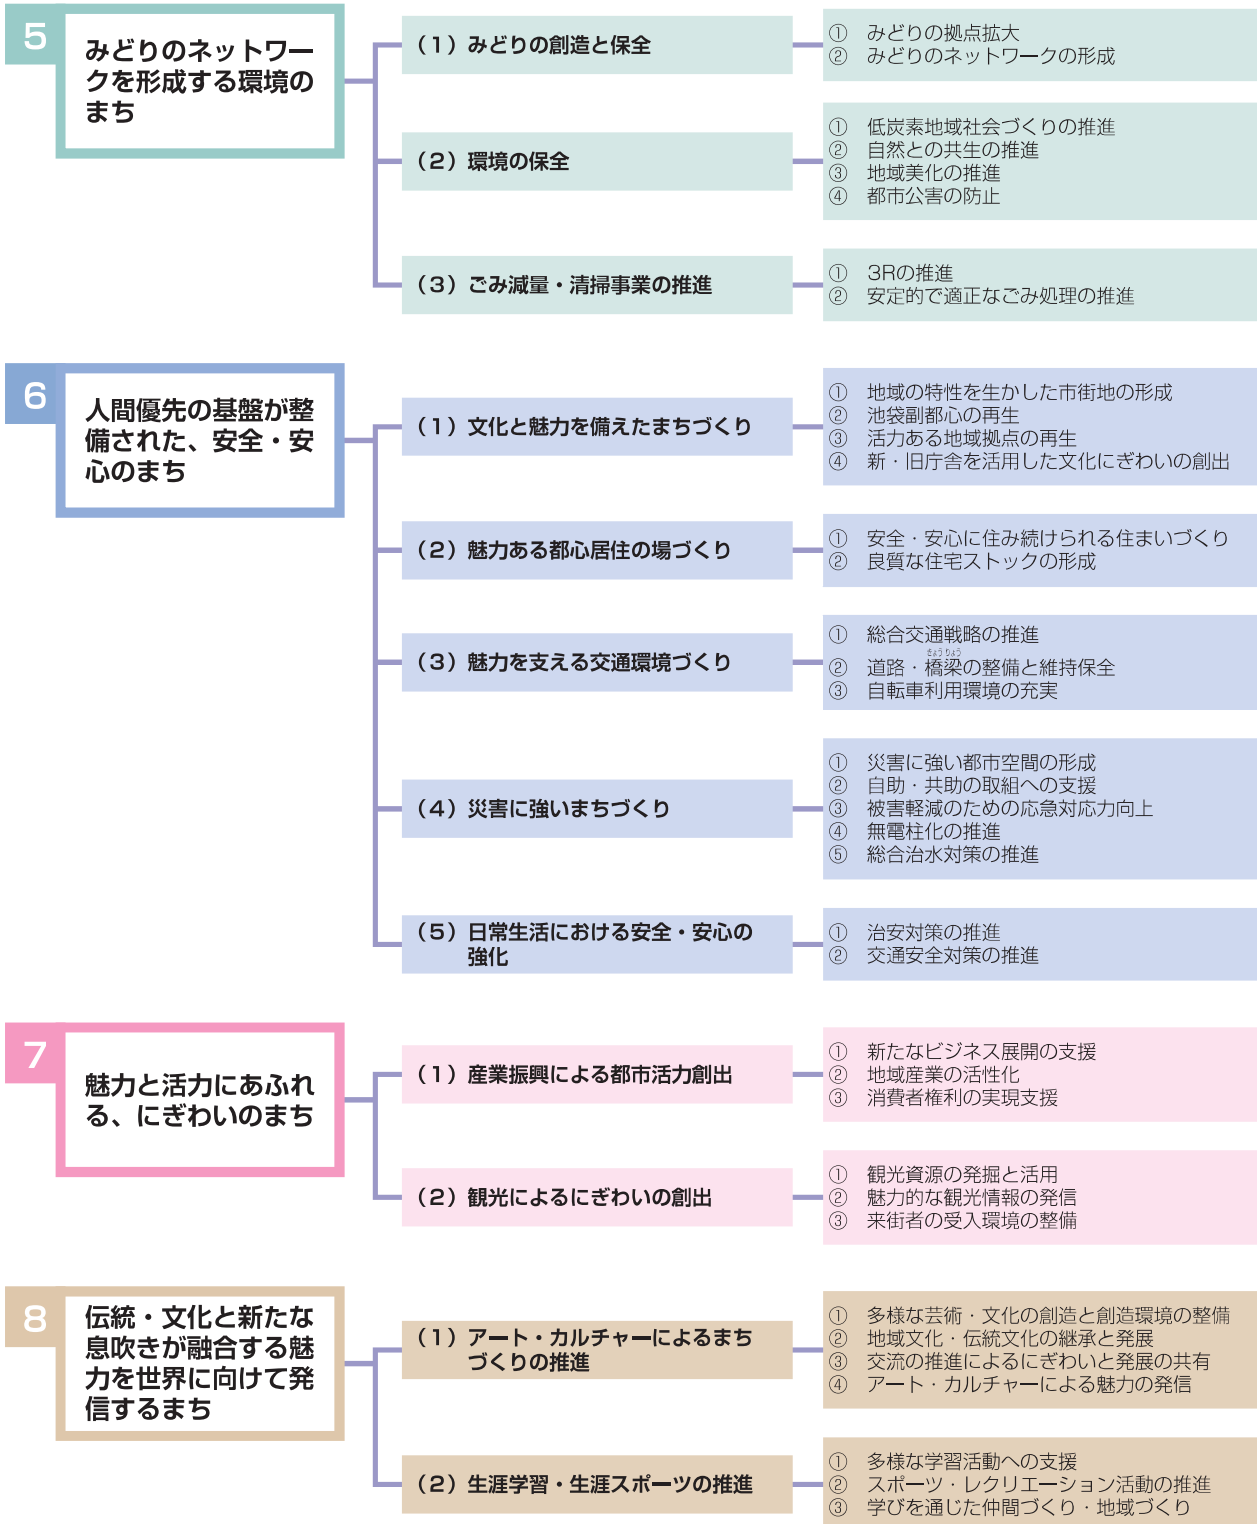 5
みどりのネットワー
クを形成する環境の
まち
（1）みどりの創造と保全
① みどりの拠点拡大
② みどりのネットワークの形成
（2）環境の保全
① 低炭素地域社会づくりの推進
② 自然との共生の推進
③ 地域美化の推進
④ 都市公害の防止
（3）ごみ減量・清掃事業の推進
① 3Rの推進
② 安定的で適正なごみ処理の推進
6
人間優先の基盤が整
備された、安全・安
心のまち
（1）文化と魅力を備えたまちづくり
① 地域の特性を生かした市街地の形成
② 池袋副都心の再生
③ 活力ある地域拠点の再生
④ 新・旧庁舎を活用した文化にぎわいの創出
（2）魅力ある都心居住の場づくり
① 安全・安心に住み続けられる住まいづくり
② 良質な住宅ストックの形成
（3）魅力を支える交通環境づくり
① 総合交通戦略の推進
きょうりょう
② 道路・橋梁の整備と維持保全
③ 自転車利用環境の充実
（4）災害に強いまちづくり
① 災害に強い都市空間の形成
② 自助・共助の取組への支援
③ 被害軽減のための応急対応力向上
④ 無電柱化の推進
⑤ 総合治水対策の推進
（5）日常生活における安全・安心の
強化
① 治安対策の推進
② 交通安全対策の推進
7
魅力と活力にあふれ
る、にぎわいのまち
（1）産業振興による都市活力創出
① 新たなビジネス展開の支援
② 地域産業の活性化
③ 消費者権利の実現支援
（2）観光によるにぎわいの創出
① 観光資源の発掘と活用
② 魅力的な観光情報の発信
③ 来街者の受入環境の整備
8
伝統・文化と新たな
息吹きが融合する魅
力を世界に向けて発
信するまち
（1）アート・カルチャーによるまち
づくりの推進
① 多様な芸術・文化の創造と創造環境の整備
② 地域文化・伝統文化の継承と発展
③ 交流の推進によるにぎわいと発展の共有
④ アート・カルチャーによる魅力の発信
（2）生涯学習・生涯スポーツの推進
① 多様な学習活動への支援
② スポーツ・レクリエーション活動の推進
③ 学びを通じた仲間づくり・地域づくり